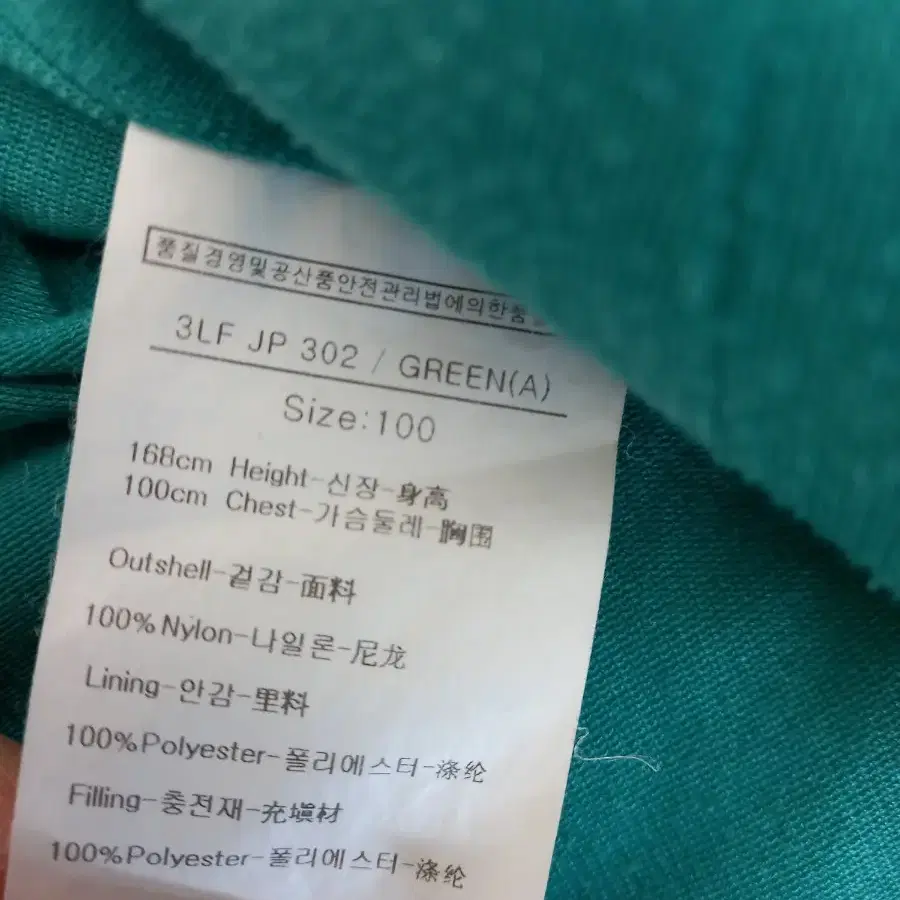 품질경영및공산품안전관리법에의한품
3LF JP 302 / GREEN(A)
Size:100
168cm Height-신장-身高
100cm Chest-가슴둘레-胸围
Outshell-겉감-面料
100%Nylon-나일론-尼龙
Lining-안감-里料
100%Polyester-폴리에스터-涤纶
Filling-충전재-充塡材
100%Polyester-폴리에스터-涤纶